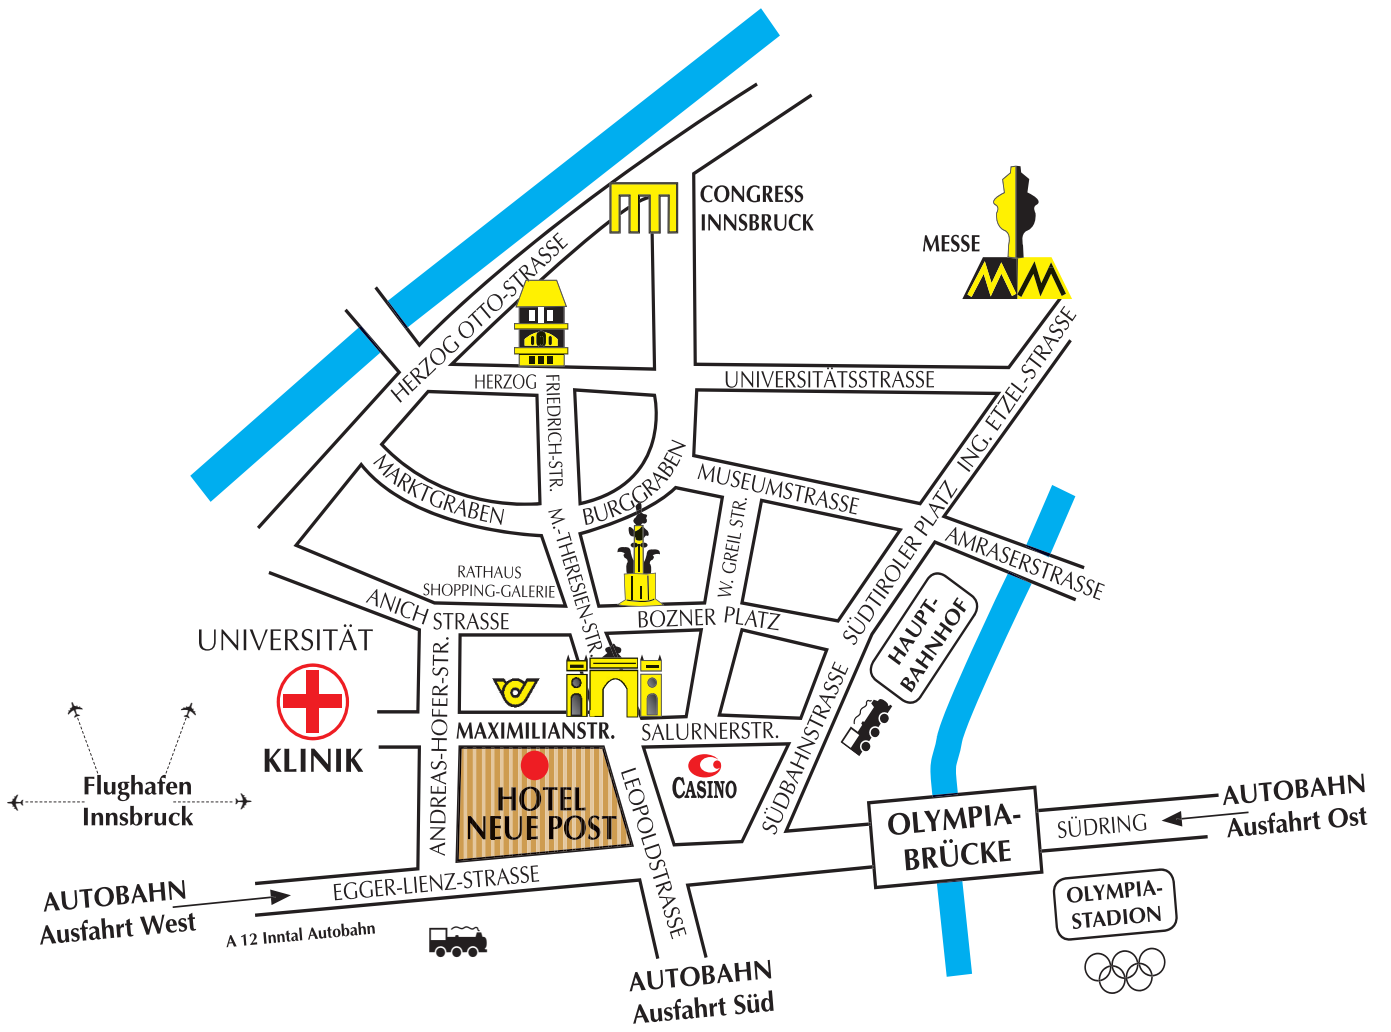 CONGRESS
INNSBRUCK
MESSE
HERZOG OTTO-STRASSE
HERZOG
FRIEDRICH-STR.
UNIVERSITÄTSSTRASSE
ING. ETZEL-STRASSE
MARKTGRABEN
BURGGRABEN
MUSEUMSTRASSE
W. GREIL STR.
M.-THERESIEN-STR.
SÜDTIROLER PLATZ
AMRASERSTRASSE
RATHAUS
SHOPPING-GALERIE
ANICH STRASSE
BOZNER PLATZ
HAUPT-
BAHNHOF
UNIVERSITÄT
KLINIK
ANDREAS-HOFER-STR.
MAXIMILIANSTR.
SALURNERSTR.
SÜDBAHNSTRASSE
CASINO
HOTEL
NEUE POST
LEOPOLDSTRASSE
Flughafen
Innsbruck
OLYMPIA-
BRÜCKE
SÜDRING
AUTOBAHN
Ausfahrt Ost
EGGER-LIENZ-STRASSE
AUTOBAHN
Ausfahrt West
A 12 Inntal Autobahn
OLYMPIA-
STADION
AUTOBAHN
Ausfahrt Süd